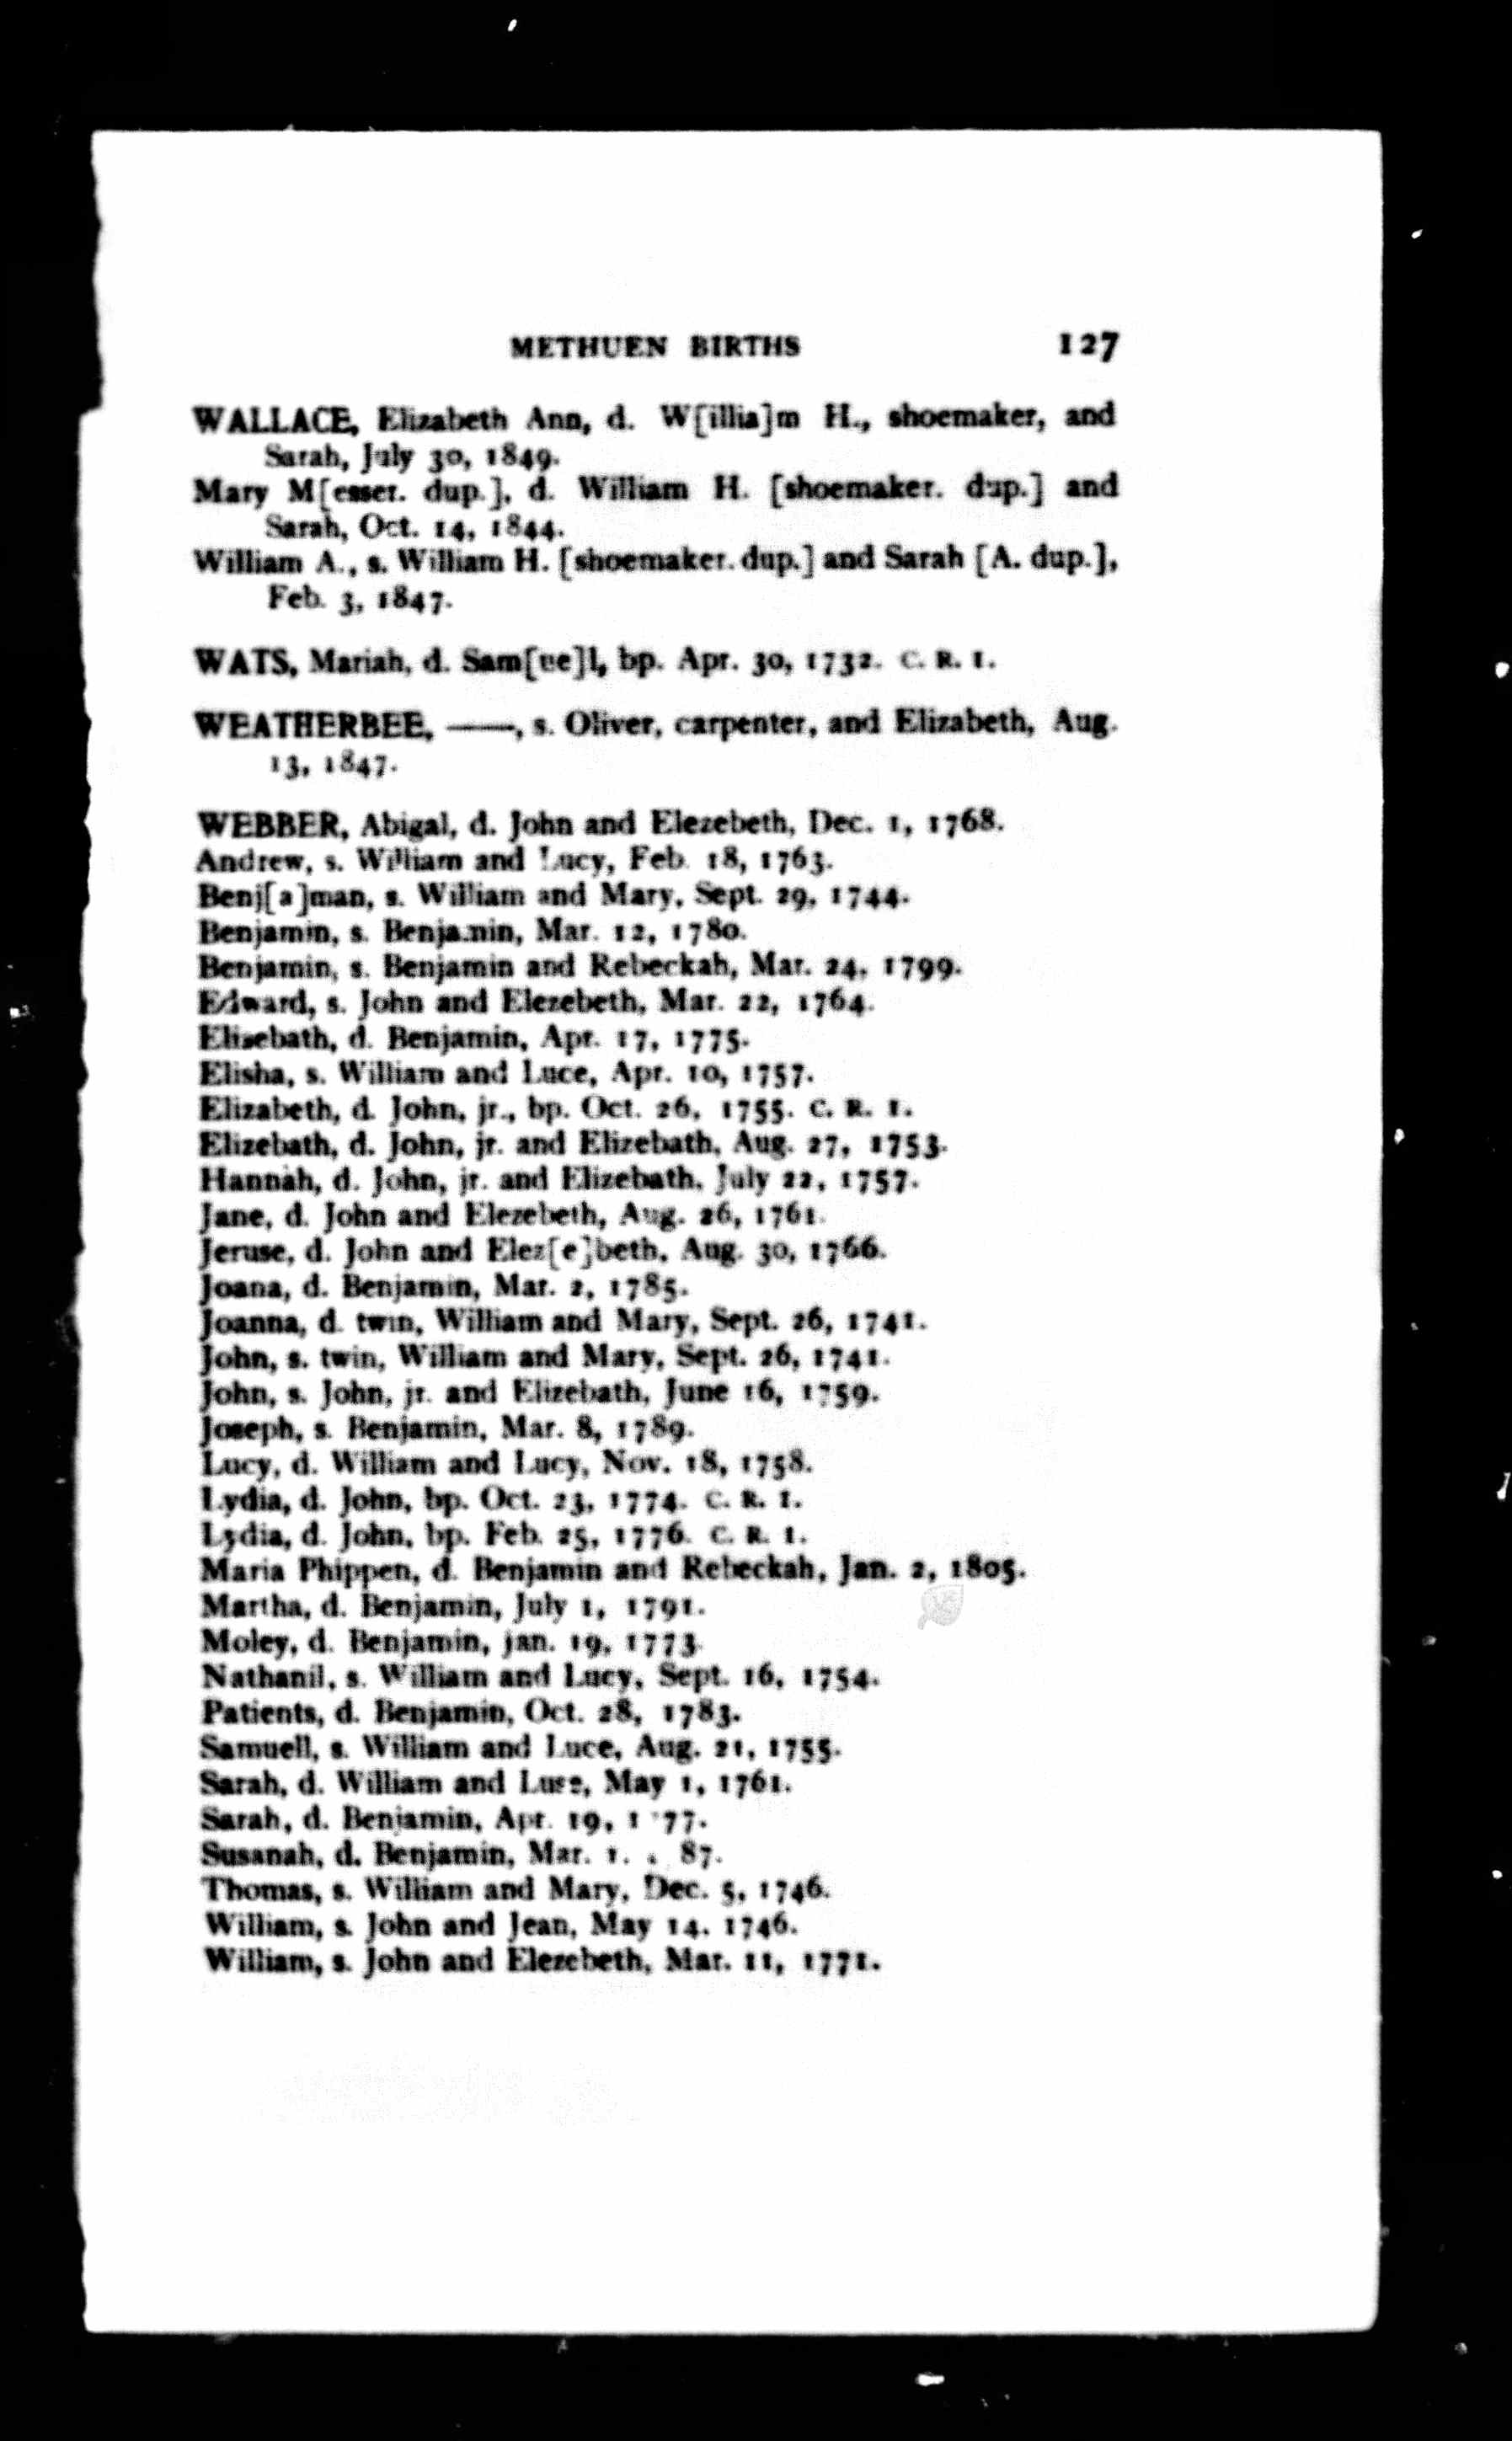 METHUEN BIRTHS 127
WALLACE, Elizabeth Ann, d. W[illia]m H., shoemaker, and
Sarah, July 30, 1849.
Mary M[esser. dup.], d. William H. [shoemaker. dup.] and
Sarah, Oct. 14, 1844.
William A., s. William H. [shoemaker. dup.] and Sarah [A. dup.],
Feb. 3, 1847.
WATS, Mariah, d. Sam[ue]l, bp. Apr. 30, 1732. C. R. 1.
WEATHERBEE, ——, s. Oliver, carpenter, and Elizabeth, Aug.
13, 1847.
WEBBER, Abigal, d. John and Elezebeth, Dec. 1, 1768.
Andrew, s. William and Lucy, Feb. 18, 1763.
Benj[a]man, s. William and Mary, Sept. 29, 1744.
Benjamin, s. Benjamin, Mar. 12, 1780.
Benjamin, s. Benjamin and Rebeckah, Mar. 24, 1799.
Edward, s. John and Elezebeth, Mar. 22, 1764.
Elisebath, d. Benjamin, Apr. 17, 1775.
Elisha, s. William and Luce, Apr. 10, 1757.
Elizabeth, d. John, jr., bp. Oct. 26, 1755. C. R. 1.
Elizebath, d. John, jr. and Elizebath, Aug. 27, 1753.
Hannah, d. John, jr. and Elizebath, July 22, 1757.
Jane, d. John and Elezebeth, Aug. 26, 1761.
Jeruse, d. John and Elez[e]beth, Aug. 30, 1766.
Joana, d. Benjamin, Mar. 2, 1785.
Joanna, d. twin, William and Mary, Sept. 26, 1741.
John, s. twin, William and Mary, Sept. 26, 1741.
John, s. John, jr. and Elizebath, June 16, 1759.
Joseph, s. Benjamin, Mar. 8, 1789.
Lucy, d. William and Lucy, Nov. 18, 1758.
Lydia, d. John, bp. Oct. 23, 1774. C. R. 1.
Lydia, d. John, bp. Feb. 25, 1776. C. R. 1.
Maria Phippen, d. Benjamin and Rebeckah, Jan. 2, 1805.
Martha, d. Benjamin, July 1, 1791.
Moley, d. Benjamin, Jan. 19, 1773.
Nathanil, s. William and Lucy, Sept. 16, 1754.
Patients, d. Benjamin, Oct. 28, 1783.
Samuell, s. William and Luce, Aug. 21, 1755.
Sarah, d. William and Luse, May 1, 1761.
Sarah, d. Benjamin, Apr. 19, 1 77.
Susanah, d. Benjamin, Mar. 1, 87.
Thomas, s. William and Mary, Dec. 5, 1746.
William, s. John and Jean, May 14, 1746.
William, s. John and Elezebeth, Mar. 11, 1771.